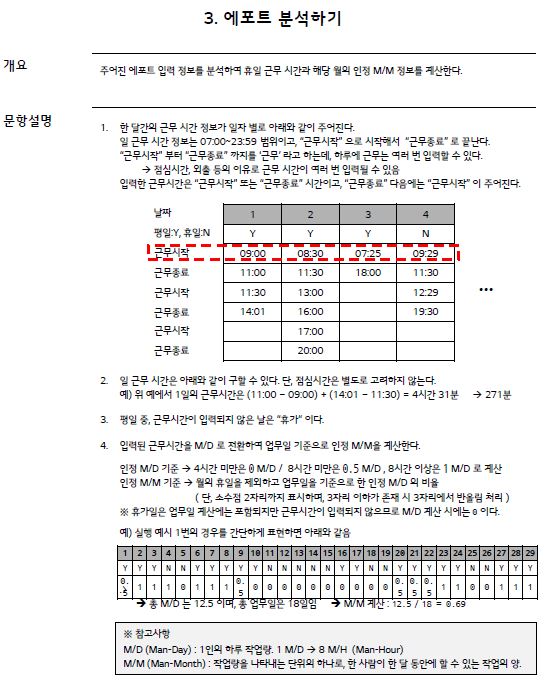 3. 에포트 분석하기
개요
주어진 에포트 입력 정보를 분석하여 휴일 근무 시간과 해당 월의 인정 M/M 정보를 계산한다.
문항설명
1. 한 달간의 근무 시간 정보가 일자 별로 아래와 같이 주어진다.
일 근무 시간 정보는 07:00~23:59 범위이고, “근무시작” 으로 시작해서 “근무종료” 로 끝난다.
“근무시작” 부터 “근무종료” 까지를 ‘근무’ 라고 하는데, 하루에 근무는 여러 번 입력할 수 있다.
→ 점심시간, 외출 등의 이유로 근무 시간이 여러 번 입력될 수 있음
입력한 근무시간은 “근무시작” 또는 “근무종료” 시간이고, “근무종료” 다음에는 “근무시작” 이 주어진다.
날짜 1 2 3 4
평일:Y, 휴일:N Y Y Y N
근무시작 09:00 08:30 07:25 09:29
근무종료 11:00 11:30 18:00 11:30
근무시작 11:30 13:00 12:29
근무종료 14:01 16:00 19:30
근무시작 17:00
근무종료 20:00
•••
2. 일 근무 시간은 아래와 같이 구할 수 있다. 단, 점심시간은 별도로 고려하지 않는다.
예) 위 예에서 1일의 근무시간은 (11:00 – 09:00) + (14:01 – 11:30) = 4시간 31분 → 271분
3. 평일 중, 근무시간이 입력되지 않은 날은 “휴가” 이다.
4. 입력된 근무시간을 M/D 로 전환하여 업무일 기준으로 인정 M/M을 계산한다.
인정 M/D 기준 → 4시간 미만은 0 M/D / 8시간 미만은 0.5 M/D , 8시간 이상은 1 M/D 로 계산
인정 M/M 기준 → 월의 휴일을 제외하고 업무일을 기준으로 한 인정 M/D 의 비율
( 단, 소수점 2자리까지 표시하며, 3자리 이하가 존재 시 3자리에서 반올림 처리 )
※ 휴가일은 업무일 계산에는 포함되지만 근무시간이 입력되지 않으므로 M/D 계산 시에는 0 이다.
예) 실행 예시 1번의 경우를 간단하게 표현하면 아래와 같음
1 2 3 4 5 6 7 8 9 10 11 12 13 14 15 16 17 18 19 20 21 22 23 24 25 26 27 28 29
Y Y Y N N Y Y Y Y Y N N N N N Y Y N N Y Y Y Y Y N N Y Y Y
0.5 1 1 1 0 1 1 1 0.5 0 0 0 0 0 0 0 0 0 0 0.5 0.5 0.5 1 1 0 0 1 1 1
→ 총 M/D 는 12.5 이며, 총 업무일은 18일임 → M/M 계산 : 12.5 / 18 = 0.69
※ 참고사항
M/D (Man-Day) : 1인의 하루 작업량. 1 M/D → 8 M/H (Man-Hour)
M/M (Man-Month) : 작업량을 나타내는 단위의 하나로, 한 사람이 한 달 동안에 할 수 있는 작업의 양.